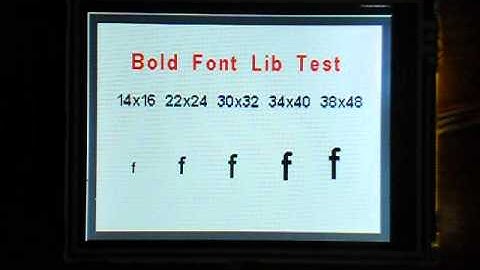 Bold Font Lib Test
14x16 22x24 30x32 34x40 38x48
f f f f f